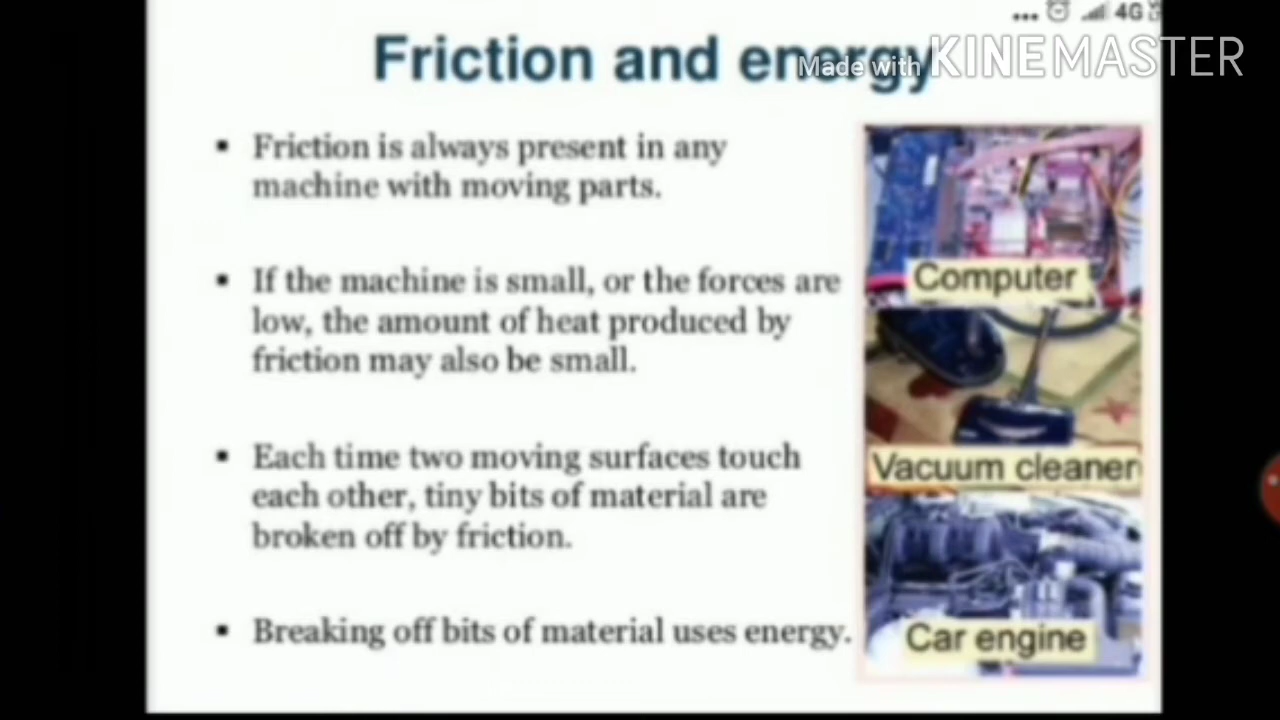 4G
Friction and energy
Made with KINEMASTER
▪ Friction is always present in any
machine with moving parts.
▪ If the machine is small, or the forces are
low, the amount of heat produced by
friction may also be small.
▪ Each time two moving surfaces touch
each other, tiny bits of material are
broken off by friction.
▪ Breaking off bits of material uses energy.
Computer
Vacuum cleaner
Car engine